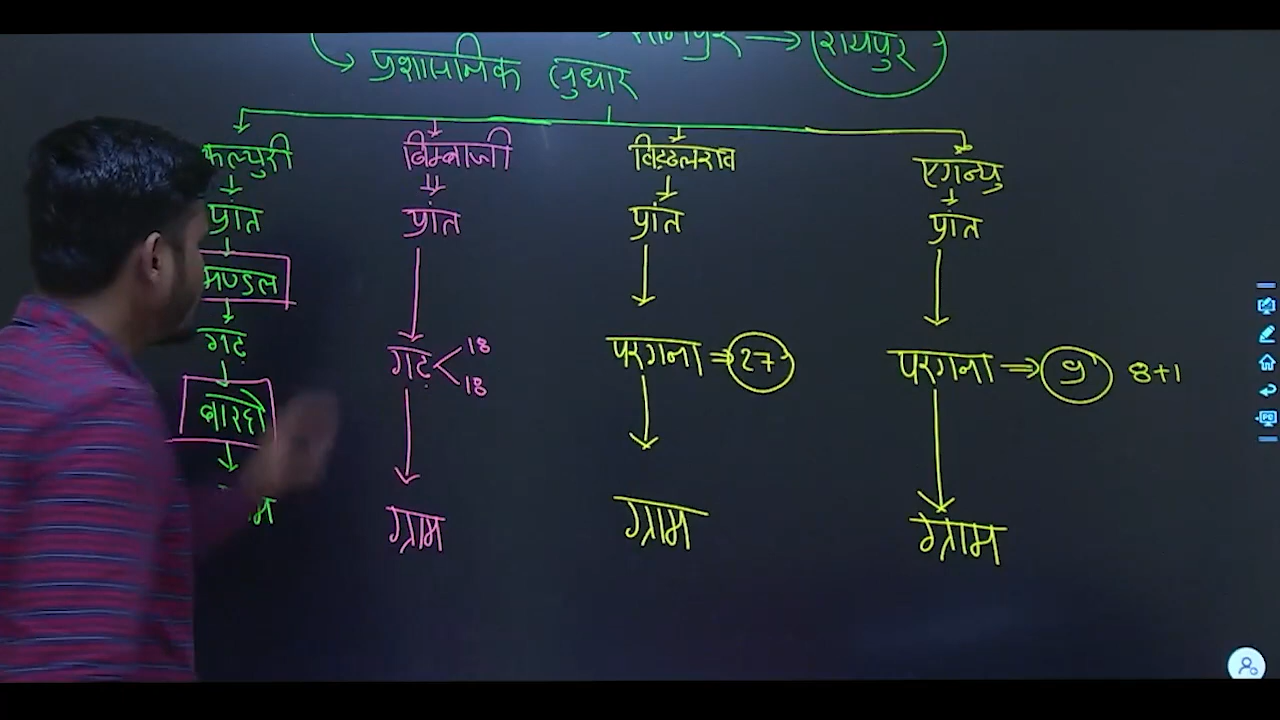 → रायपुर
प्रशासनिक सुधार
कल्चुरी बिम्बाजी विठ्ठलराव एगन्यु
प्रांत प्रांत प्रांत प्रांत
मण्डल
गढ़ गढ़ 18 18 परगना ⇒ 27 परगना ⇒ 9 8+1
बारहो
ग्राम ग्राम ग्राम